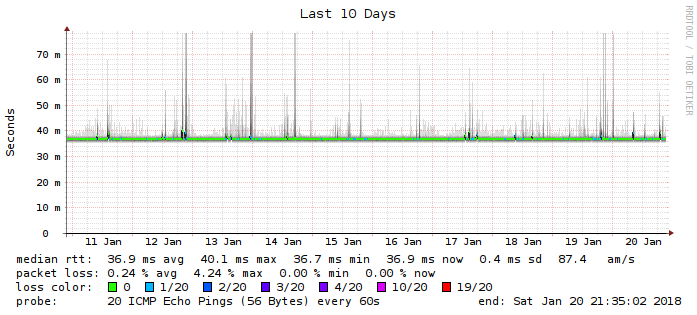 Last 10 Days
RRDTOOL / TOBI OETIKER
Seconds
70 m
60 m
50 m
40 m
30 m
20 m
10 m
0
11 Jan 12 Jan 13 Jan 14 Jan 15 Jan 16 Jan 17 Jan 18 Jan 19 Jan 20 Jan
median rtt: 36.9 ms avg 40.1 ms max 36.7 ms min 36.9 ms now 0.4 ms sd 87.4 am/s
packet loss: 0.24 % avg 4.24 % max 0.00 % min 0.00 % now
loss color: 0 1/20 2/20 3/20 4/20 10/20 19/20
probe: 20 ICMP Echo Pings (56 Bytes) every 60s end: Sat Jan 20 21:35:02 2018